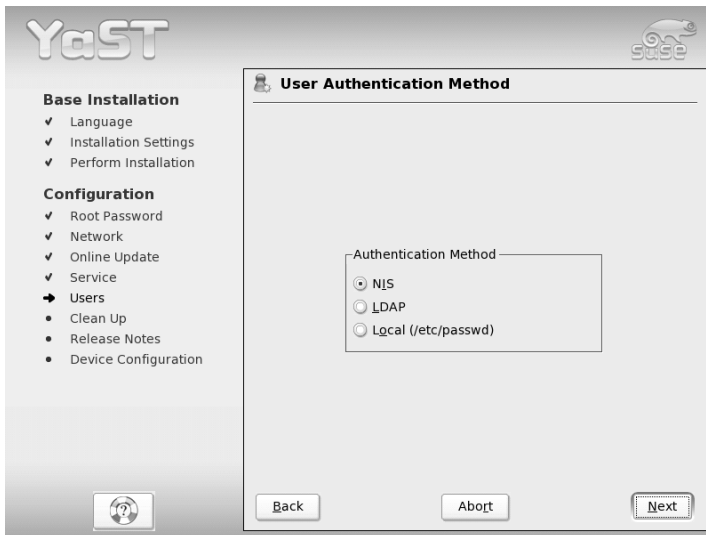 YaST
suse
Base Installation
Language
Installation Settings
Perform Installation
Configuration
Root Password
Network
Online Update
Service
Users
Clean Up
Release Notes
Device Configuration
User Authentication Method
Authentication Method
NIS
LDAP
Local (/etc/passwd)
?
Back
Abort
Next